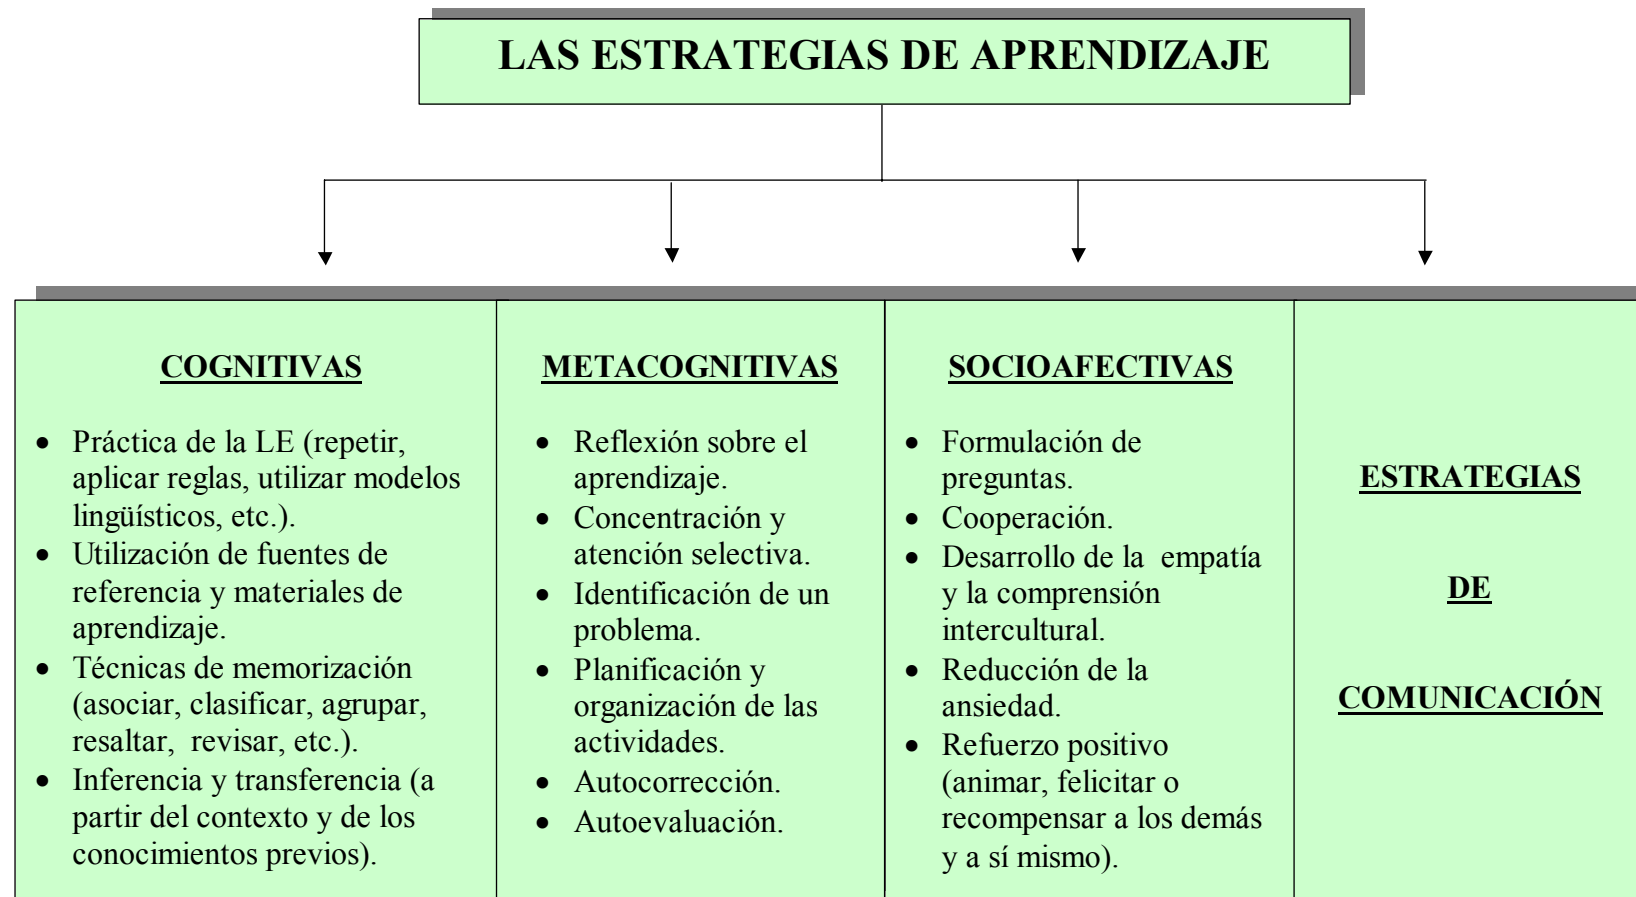 LAS ESTRATEGIAS DE APRENDIZAJE
COGNITIVAS
• Práctica de la LE (repetir,
aplicar reglas, utilizar modelos
lingüísticos, etc.).
• Utilización de fuentes de
referencia y materiales de
aprendizaje.
• Técnicas de memorización
(asociar, clasificar, agrupar,
resaltar, revisar, etc.).
• Inferencia y transferencia (a
partir del contexto y de los
conocimientos previos).
METACOGNITIVAS
• Reflexión sobre el
aprendizaje.
• Concentración y
atención selectiva.
• Identificación de un
problema.
• Planificación y
organización de las
actividades.
• Autocorrección.
• Autoevaluación.
SOCIOAFECTIVAS
• Formulación de
preguntas.
• Cooperación.
• Desarrollo de la empatía
y la comprensión
intercultural.
• Reducción de la
ansiedad.
• Refuerzo positivo
(animar, felicitar o
recompensar a los demás
y a sí mismo).
ESTRATEGIAS
DE
COMUNICACIÓN